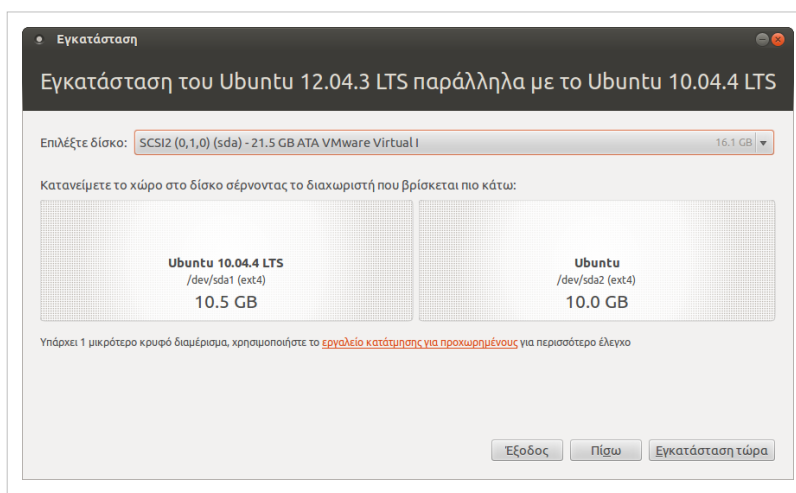 Εγκατάσταση
Εγκατάσταση του Ubuntu 12.04.3 LTS παράλληλα με το Ubuntu 10.04.4 LTS
Επιλέξτε δίσκο: SCSI2 (0,1,0) (sda) - 21.5 GB ATA VMware Virtual I 16.1 GB
Κατανείμετε το χώρο στο δίσκο σέρνοντας το διαχωριστή που βρίσκεται πιο κάτω:
Ubuntu 10.04.4 LTS
/dev/sda1 (ext4)
10.5 GB
Ubuntu
/dev/sda2 (ext4)
10.0 GB
Υπάρχει 1 μικρότερο κρυφό διαμέρισμα, χρησιμοποιήστε το εργαλείο κατάτμησης για προχωρημένους για περισσότερο έλεγχο
Έξοδος Πίσω Εγκατάσταση τώρα